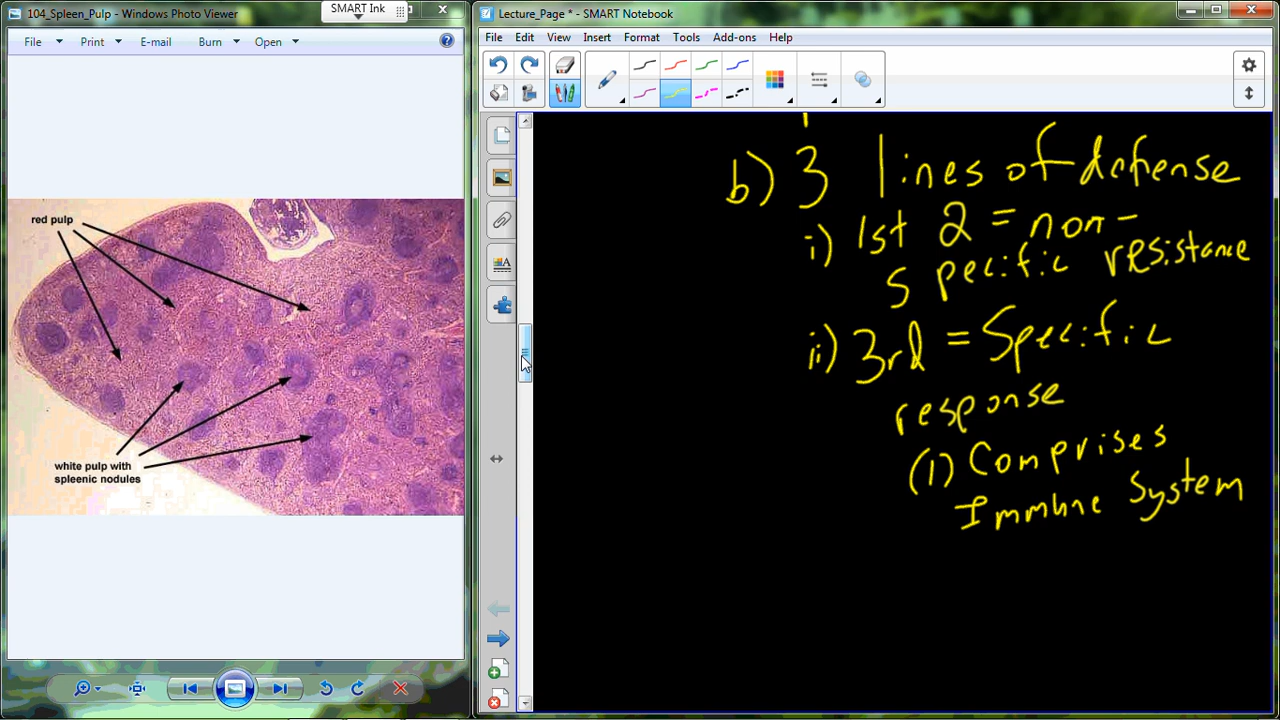 104_Spleen_Pulp - Windows Photo Viewer
SMART Ink
File Print E-mail Burn Open
red pulp
white pulp with
spleenic nodules
Lecture_Page * - SMART Notebook
File Edit View Insert Format Tools Add-ons Help
b) 3 lines of defense
i) 1st 2 = non-
specific resistance
ii) 3rd = Specific
response
(1) Comprises
Immune System